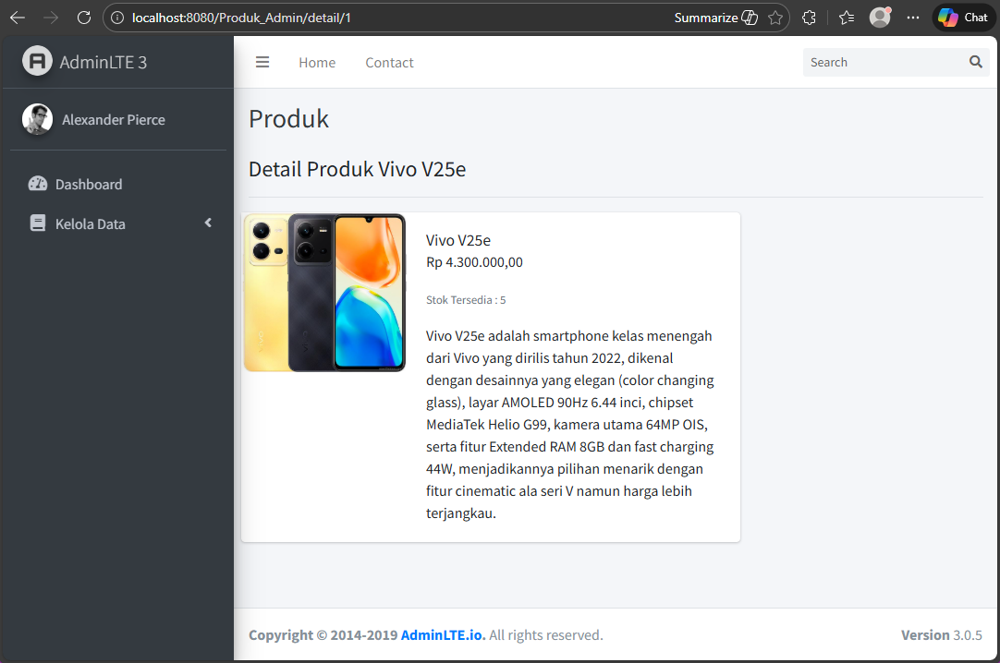 localhost:8080/Produk_Admin/detail/1
Summarize
Chat
AdminLTE 3
Home
Contact
Search
Alexander Pierce
Dashboard
Kelola Data
Produk
Detail Produk Vivo V25e
Vivo V25e
Rp 4.300.000,00
Stok Tersedia : 5
Vivo V25e adalah smartphone kelas menengah
dari Vivo yang dirilis tahun 2022, dikenal
dengan desainnya yang elegan (color changing
glass), layar AMOLED 90Hz 6.44 inci, chipset
MediaTek Helio G99, kamera utama 64MP OIS,
serta fitur Extended RAM 8GB dan fast charging
44W, menjadikannya pilihan menarik dengan
fitur cinematic ala seri V namun harga lebih
terjangkau.
Copyright © 2014-2019 AdminLTE.io. All rights reserved.
Version 3.0.5